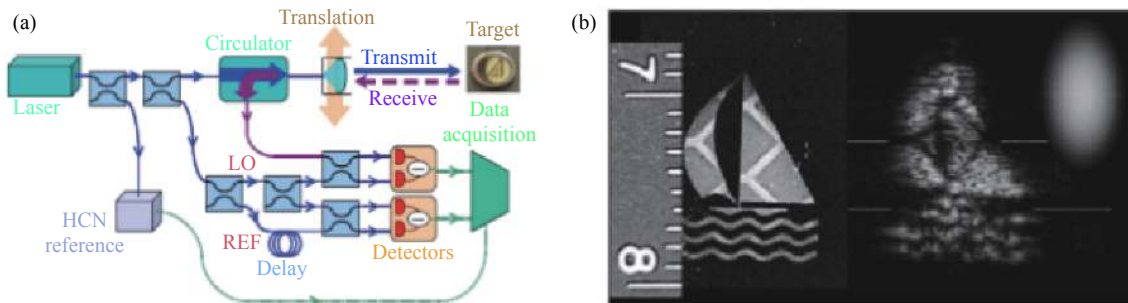 (a)
Translation
Target
Circulator
Transmit
Receive
Laser
Data
acquisition
LO
HCN
reference
REF
Delay
Detectors
(b)
7
8